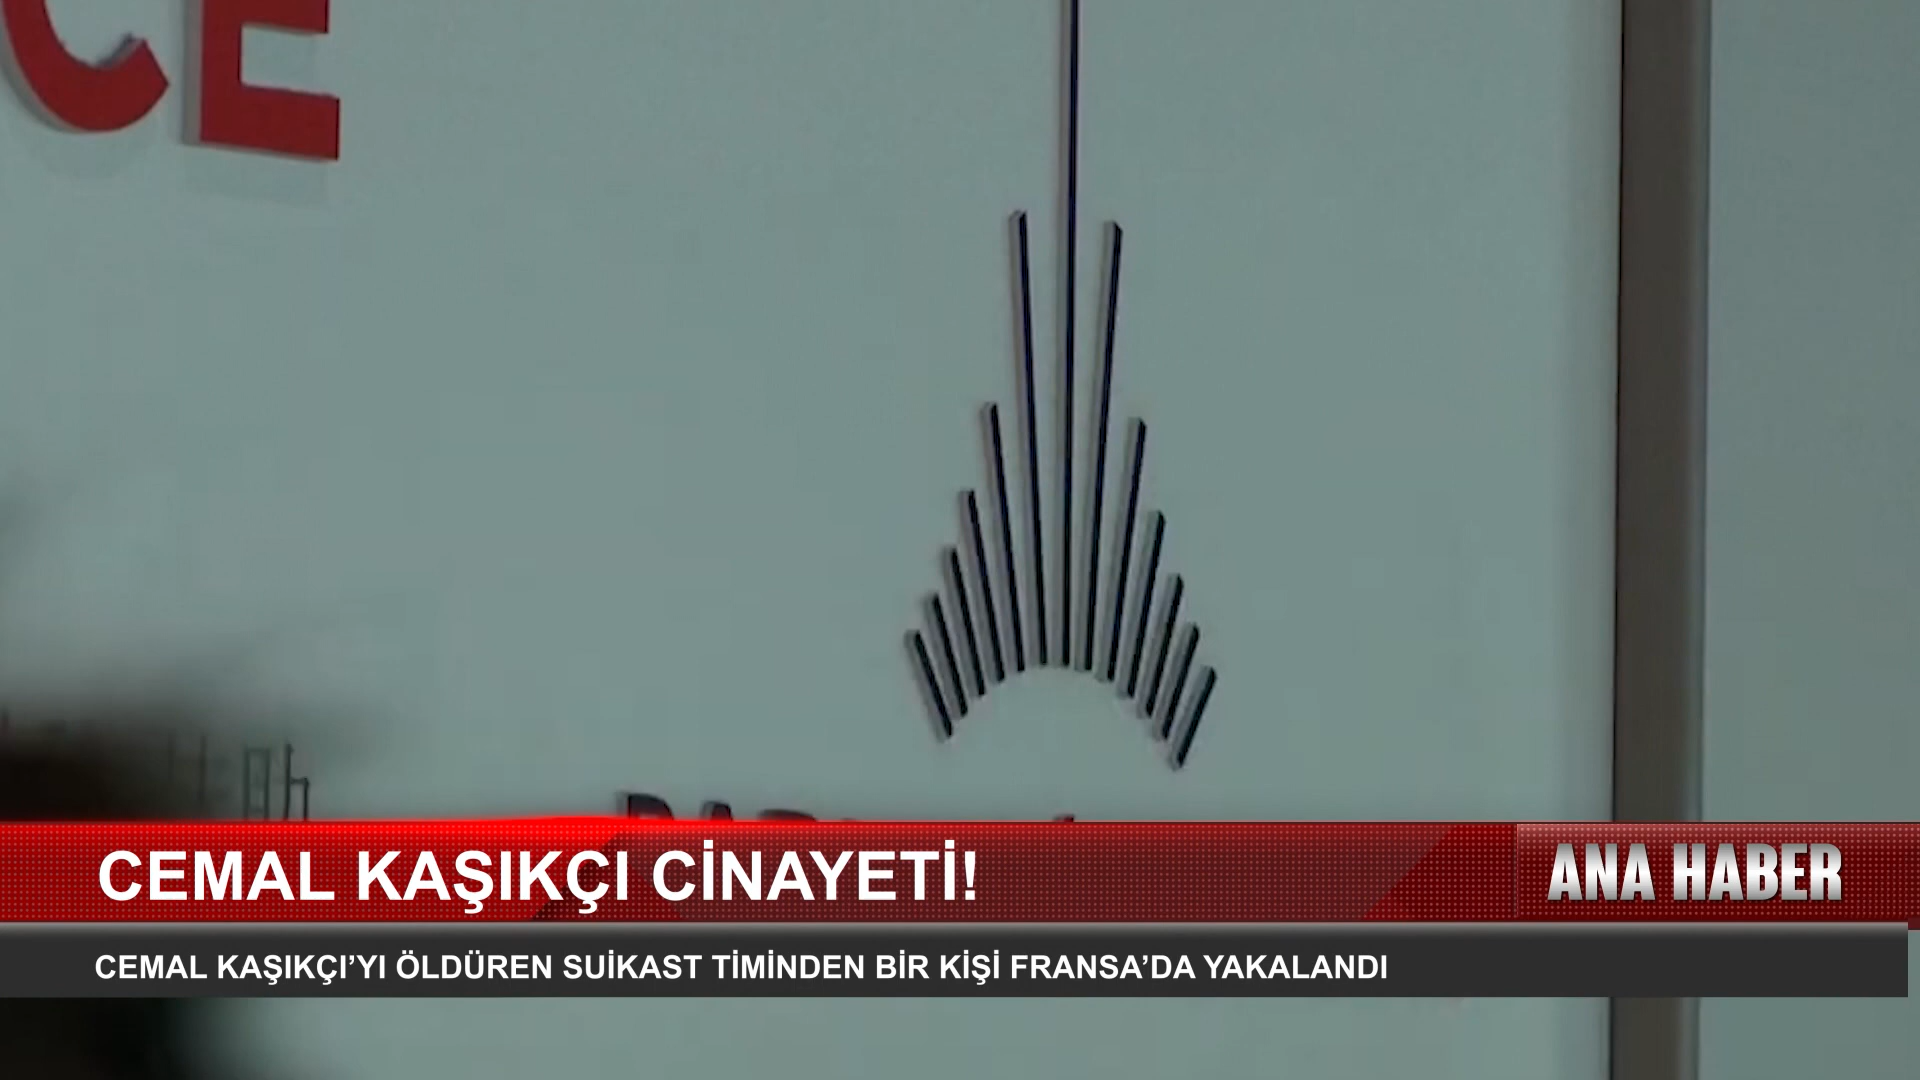 CE
CEMAL KAŞIKÇI CİNAYETİ!
ANA HABER
CEMAL KAŞIKÇI'YI ÖLDÜREN SUİKAST TİMİNDEN BİR KİŞİ FRANSA'DA YAKALANDI